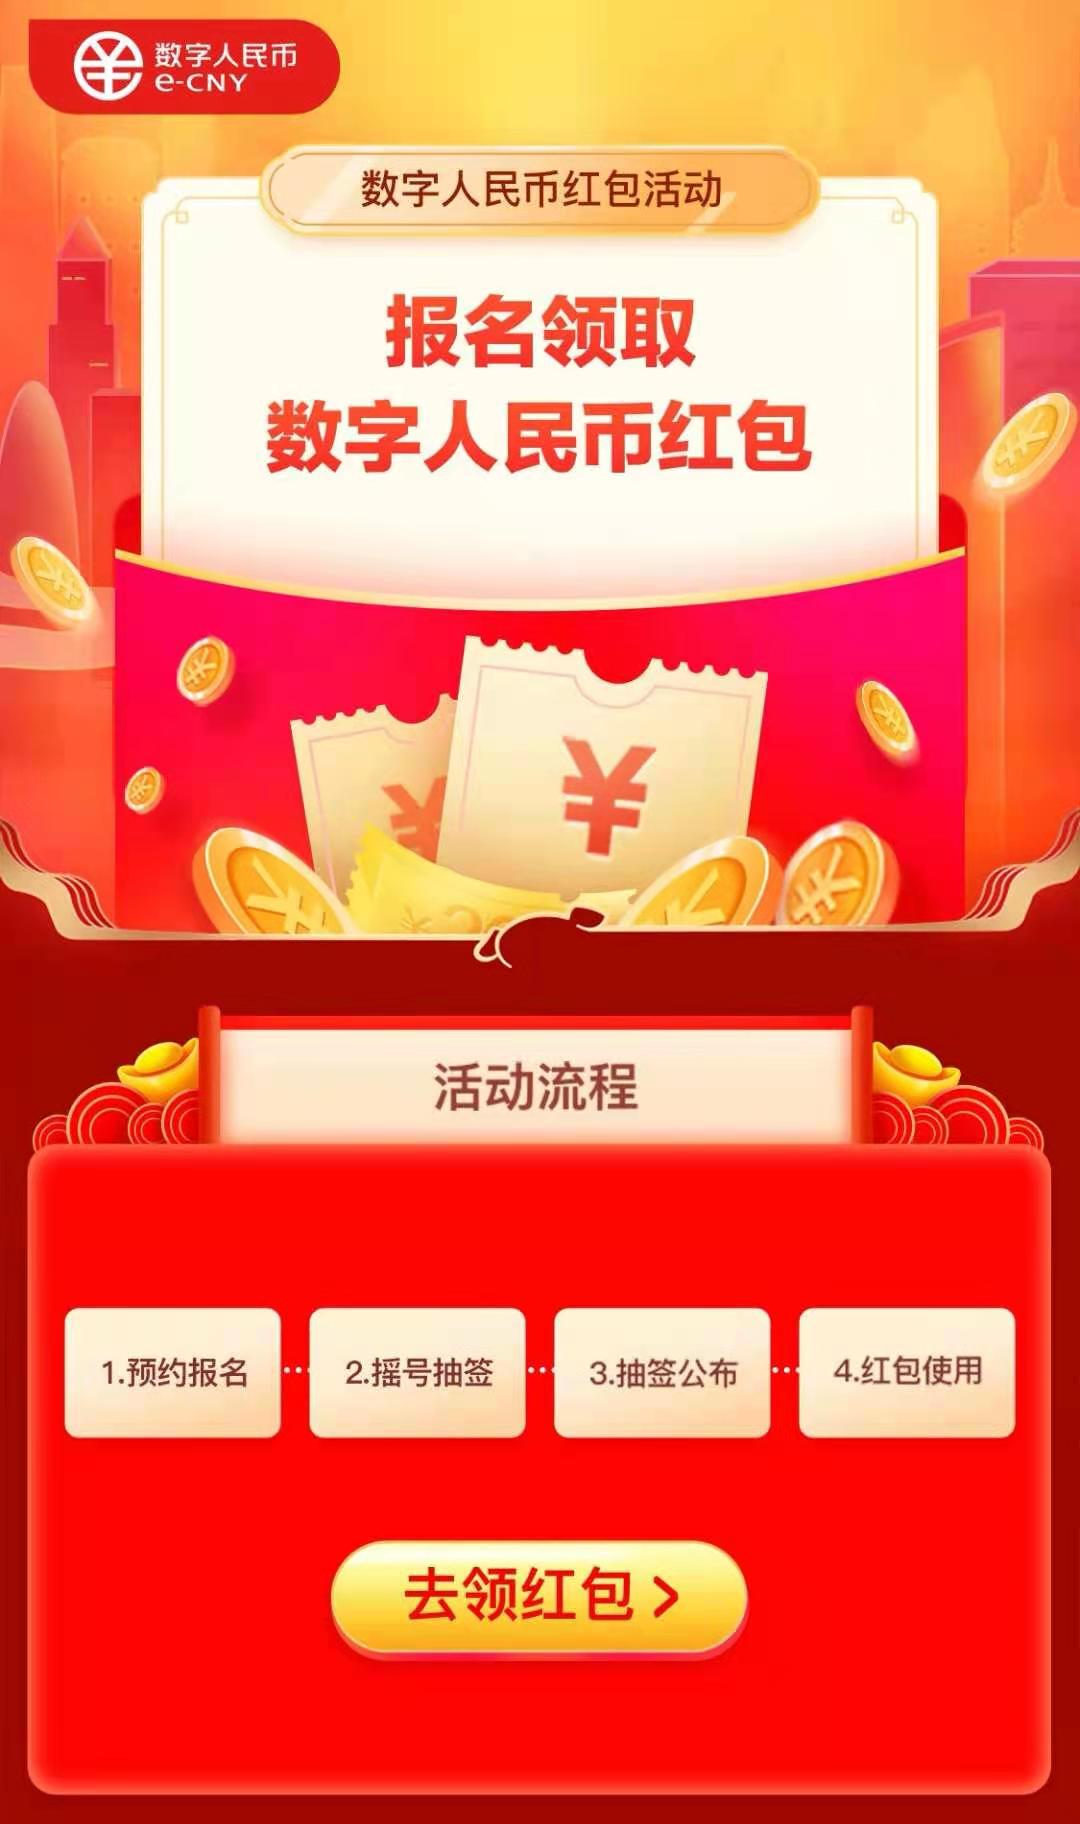 数字人民币
e-CNY
数字人民币红包活动
报名领取
数字人民币红包
¥
活动流程
1.预约报名
2.摇号抽签
3.抽签公布
4.红包使用
去领红包 >